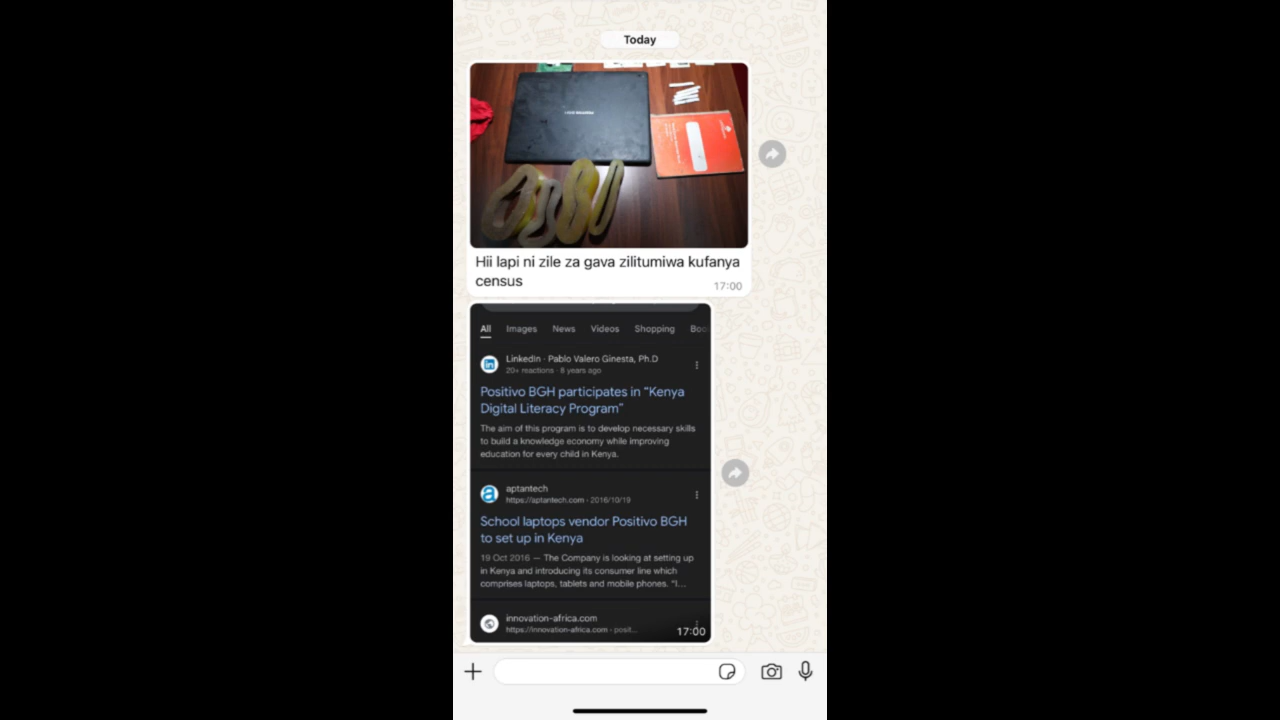 Today
Hii lapi ni zile za gava zilitumiwa kufanya
census
17:00
All Images News Videos Shopping Boo
LinkedIn · Pablo Valero Ginesta, Ph.D
20+ reactions · 8 years ago
Positivo BGH participates in “Kenya
Digital Literacy Program”
The aim of this program is to develop necessary skills
to build a knowledge economy while improving
education for every child in Kenya.
aptantech
https://aptantech.com › 2016/10/19
School laptops vendor Positivo BGH
to set up in Kenya
19 Oct 2016 — The Company is looking at setting up
in Kenya and introducing its consumer line which
comprises laptops, tablets and mobile phones. “I...
innovation-africa.com
https://innovation-africa.com › posit...
17:00